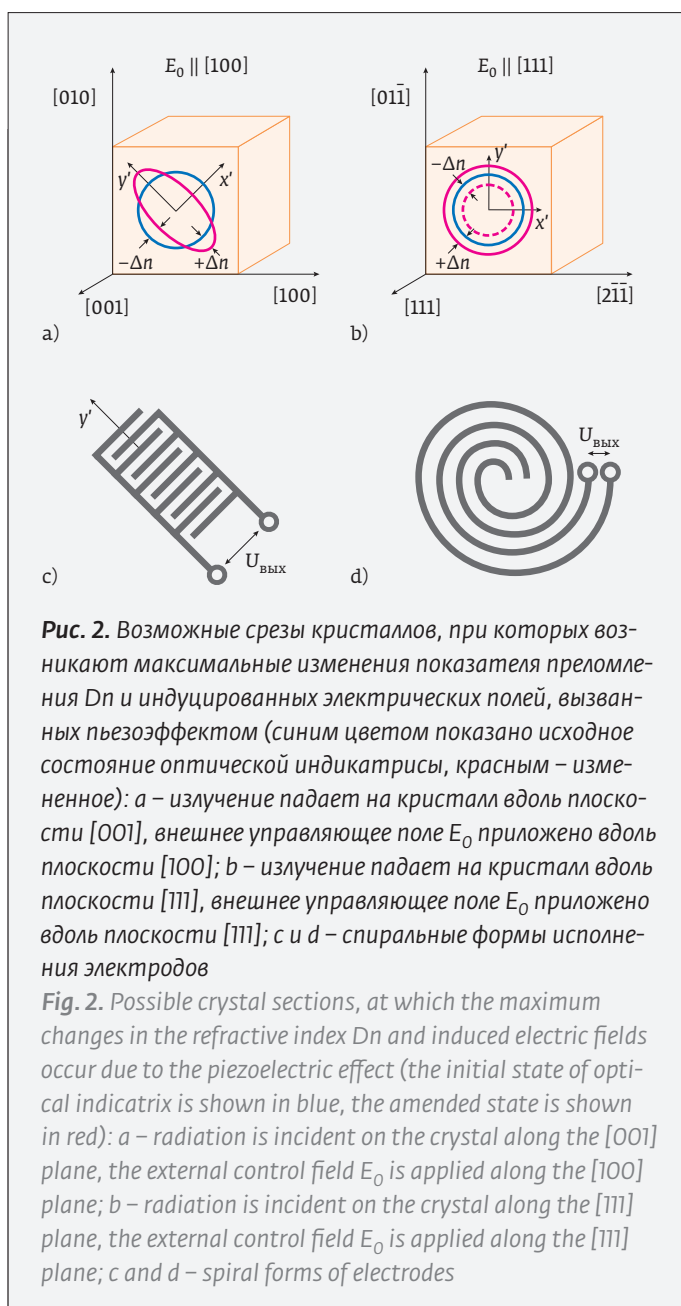 E₀ || [100]
[010]
y'
x'
−Δn
+Δn
[001]
[100]
a)
E₀ || [111]
[011̅]
−Δn
y'
x'
+Δn
[111]
[21̅1̅]
b)
y'
Uвых
c)
Uвых
d)
Рис. 2. Возможные срезы кристаллов, при которых воз-
никают максимальные изменения показателя преломле-
ния Dn и индуцированных электрических полей, вызван-
ных пьезоэффектом (синим цветом показано исходное
состояние оптической индикатрисы, красным – изме-
ненное): a – излучение падает на кристалл вдоль плоско-
сти [001], внешнее управляющее поле E₀ приложено вдоль
плоскости [100]; b – излучение падает на кристалл вдоль
плоскости [111], внешнее управляющее поле E₀ приложено
вдоль плоскости [111]; c и d – спиральные формы исполне-
ния электродов
Fig. 2. Possible crystal sections, at which the maximum
changes in the refractive index Dn and induced electric fields
occur due to the piezoelectric effect (the initial state of opti-
cal indicatrix is shown in blue, the amended state is shown
in red): a – radiation is incident on the crystal along the [001]
plane, the external control field E₀ is applied along the [100]
plane; b – radiation is incident on the crystal along the [111]
plane, the external control field E₀ is applied along the [111]
plane; c and d – spiral forms of electrodes